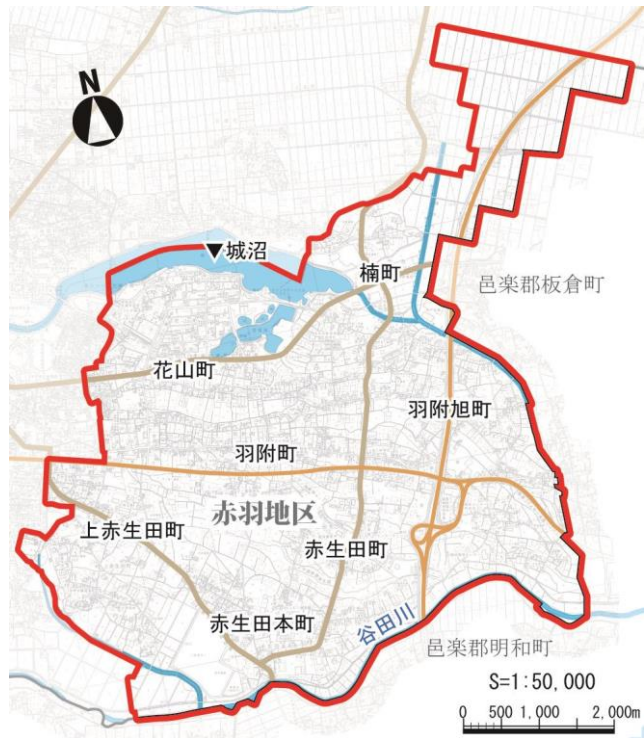 N
城沼
楠町
邑楽郡板倉町
花山町
羽附旭町
羽附町
赤羽地区
上赤生田町
赤生田町
赤生田本町
谷田川
邑楽郡明和町
S=1:50,000
0 500 1,000 2,000m